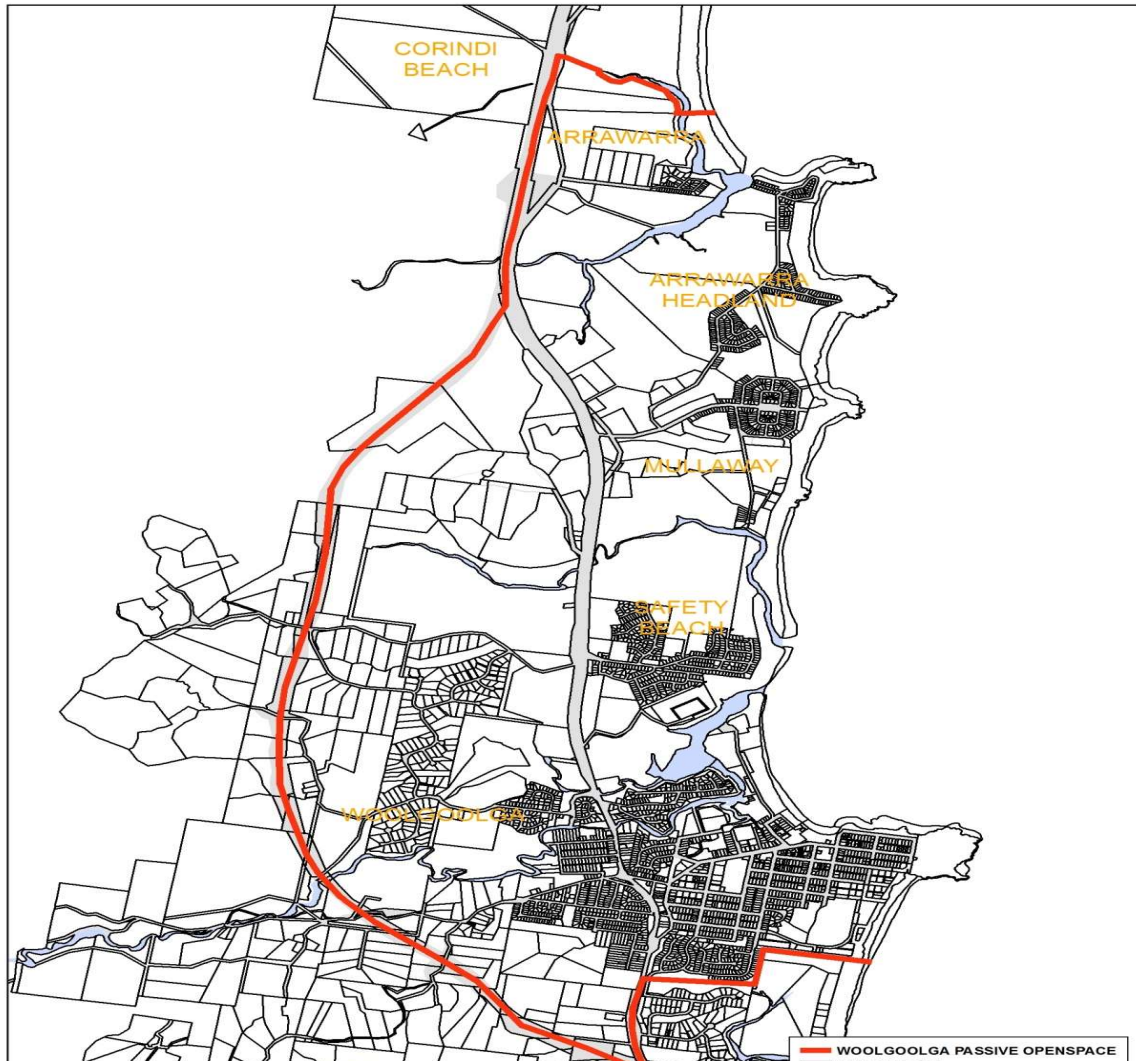 CORINDI
BEACH
ARRAWARRA
ARRAWARRA
HEADLAND
MULLAWAY
SAFETY
BEACH
WOOLGOOLGA
WOOLGOOLGA PASSIVE OPENSPACE